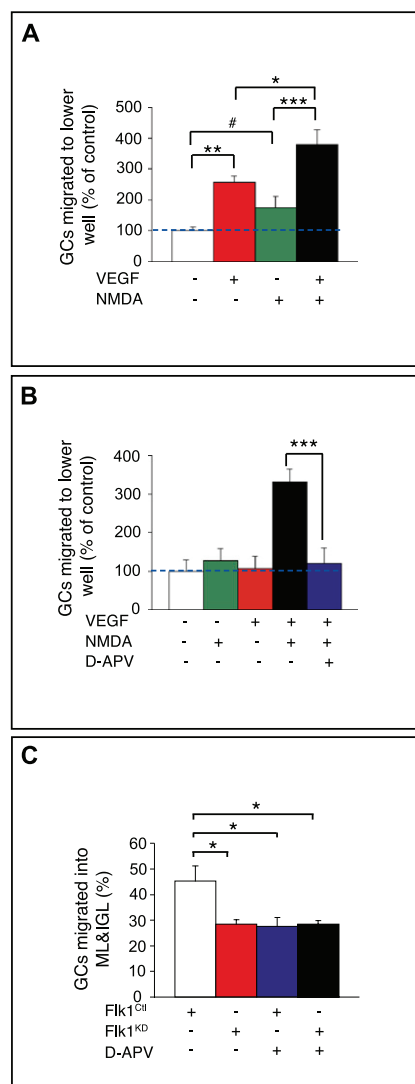 A
GCs migrated to lower
well (% of control)
500
400
300
200
100
0
*
#
***
**
VEGF - + - +
NMDA - - + +
B
GCs migrated to lower
well (% of control)
400
300
200
100
0
***
VEGF - - + + +
NMDA - + - + +
D-APV - - - - +
C
GCs migrated into
ML&IGL (%)
60
50
40
30
20
10
0
*
*
*
Flk1Ctl + - + -
Flk1KD - + - +
D-APV - - + +